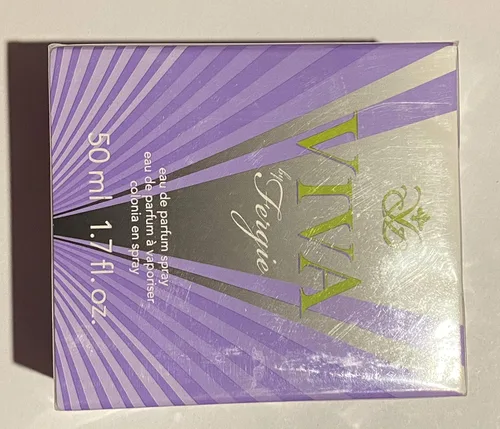 VIVA
by Fergie
eau de parfum spray
eau de parfum à vaporiser
colonia en spray
50 ml 1.7 fl. oz.